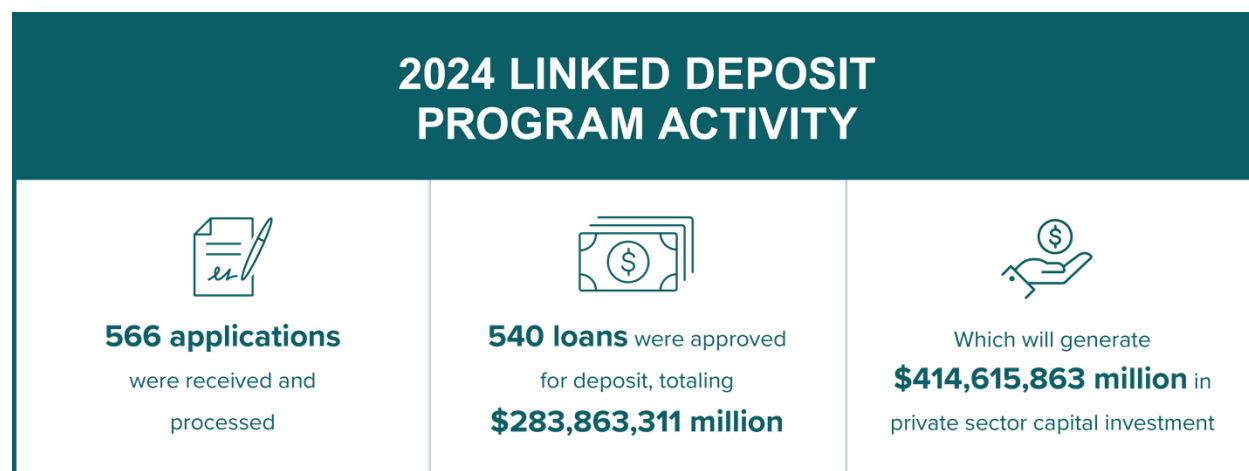 2024 LINKED DEPOSIT
PROGRAM ACTIVITY
566 applications
were received and
processed
540 loans were approved
for deposit, totaling
$283,863,311 million
Which will generate
$414,615,863 million in
private sector capital investment